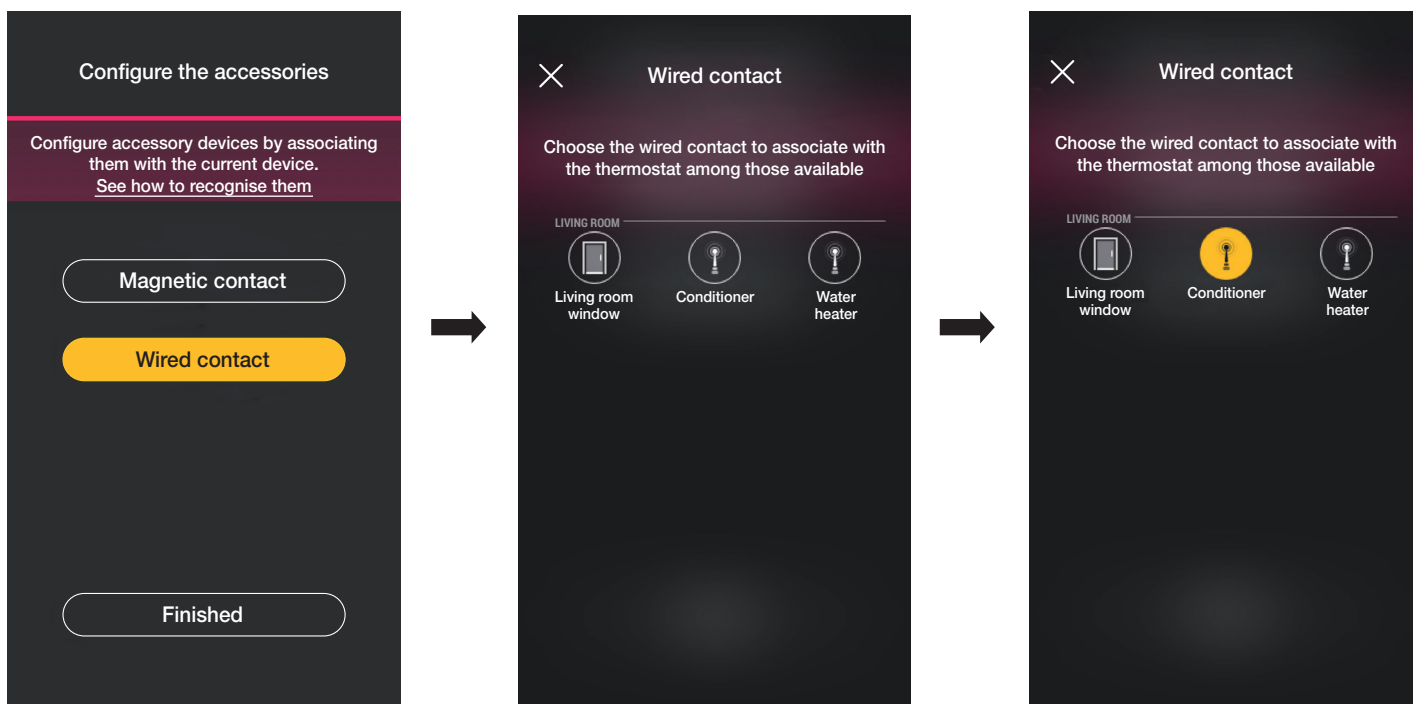 Configure the accessories
Configure accessory devices by associating
them with the current device.
See how to recognise them
Magnetic contact
Wired contact
Finished
Wired contact
Choose the wired contact to associate with
the thermostat among those available
LIVING ROOM
Living room
window
Conditioner
Water
heater
Wired contact
Choose the wired contact to associate with
the thermostat among those available
LIVING ROOM
Living room
window
Conditioner
Water
heater